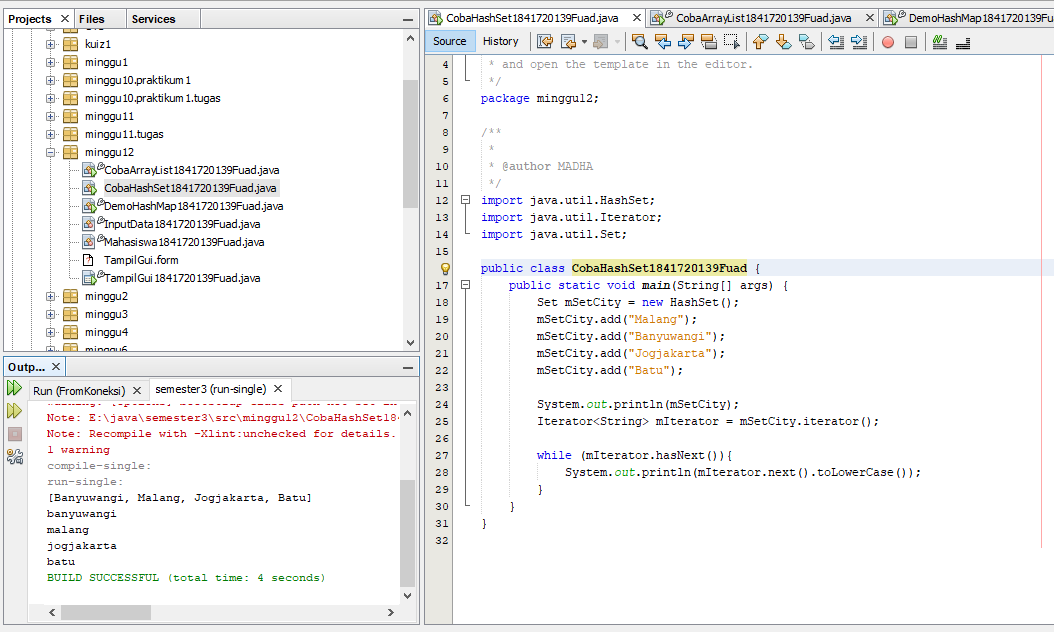 Projects
Files
Services
kuiz1
minggu1
minggu10.praktikum1
minggu10.praktikum1.tugas
minggu11
minggu11.tugas
minggu12
CobaArrayList1841720139Fuad.java
CobaHashSet1841720139Fuad.java
DemoHashMap1841720139Fuad.java
InputData1841720139Fuad.java
Mahasiswa1841720139Fuad.java
TampilGui.form
TampilGui1841720139Fuad.java
minggu2
minggu3
minggu4
minggu6
Outp...
Run (FromKoneksi)
semester3 (run-single)
Note: E:\java\semester3\src\minggu12\CobaHashSet184
Note: Recompile with -Xlint:unchecked for details.
1 warning
compile-single:
run-single:
[Banyuwangi, Malang, Jogjakarta, Batu]
banyuwangi
malang
jogjakarta
batu
BUILD SUCCESSFUL (total time: 4 seconds)
CobaHashSet1841720139Fuad.java
CobaArrayList1841720139Fuad.java
DemoHashMap1841720139Fu
Source
History
4 * and open the template in the editor.
5 */
6 package minggu12;
7
8 /**
9 *
10 * @author MADHA
11 */
12 import java.util.HashSet;
13 import java.util.Iterator;
14 import java.util.Set;
15
public class CobaHashSet1841720139Fuad {
17 public static void main(String[] args) {
18 Set mSetCity = new HashSet();
19 mSetCity.add("Malang");
20 mSetCity.add("Banyuwangi");
21 mSetCity.add("Jogjakarta");
22 mSetCity.add("Batu");
23
24 System.out.println(mSetCity);
25 Iterator<String> mIterator = mSetCity.iterator();
26
27 while (mIterator.hasNext()){
28 System.out.println(mIterator.next().toLowerCase());
29 }
30 }
31 }
32